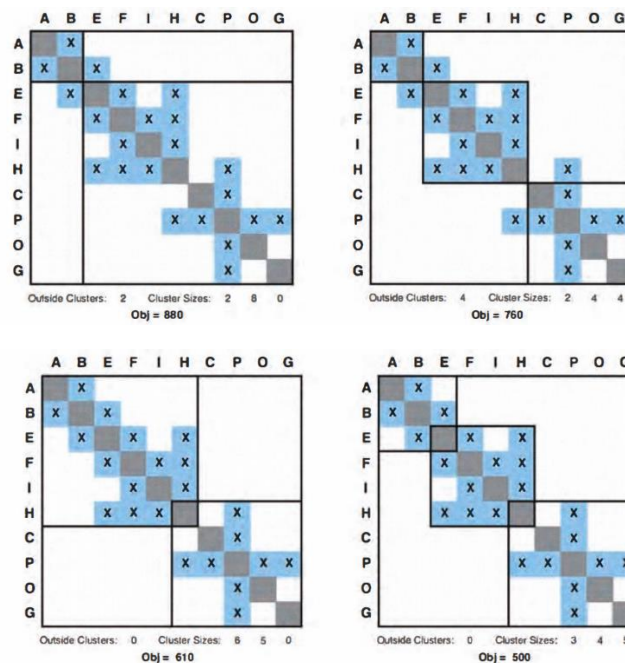 A B E F I H C P O G
A X
B X X
E X X X
F X X X
I X X
H X X X X
C X
P X X X X
O X
G X
Outside Clusters: 2 Cluster Sizes: 2 8 0
Obj = 880
A B E F I H C P O G
A X
B X X
E X X X
F X X X
I X X
H X X X X
C X
P X X X X
O X
G X
Outside Clusters: 4 Cluster Sizes: 2 4 4
Obj = 760
A B E F I H C P O G
A X
B X X
E X X X
F X X X
I X X
H X X X X
C X
P X X X X
O X
G X
Outside Clusters: 0 Cluster Sizes: 6 5 0
Obj = 610
A B E F I H C P O
A X
B X X
E X X X
F X X X
I X X
H X X X X
C X
P X X X
O X
G X
Outside Clusters: 0 Cluster Sizes: 3 4
Obj = 500